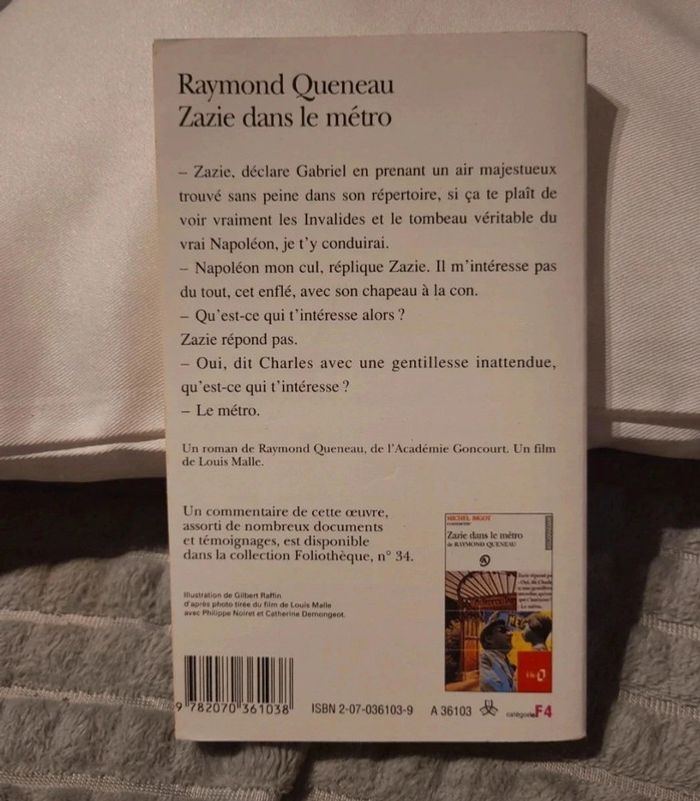 Raymond Queneau
Zazie dans le métro
– Zazie, déclare Gabriel en prenant un air majestueux
trouvé sans peine dans son répertoire, si ça te plaît de
voir vraiment les Invalides et le tombeau véritable du
vrai Napoléon, je t'y conduirai.
– Napoléon mon cul, réplique Zazie. Il m'intéresse pas
du tout, cet enflé, avec son chapeau à la con.
– Qu'est-ce qui t'intéresse alors ?
Zazie répond pas.
– Oui, dit Charles avec une gentillesse inattendue,
qu'est-ce qui t'intéresse ?
– Le métro.
Un roman de Raymond Queneau, de l'Académie Goncourt. Un film
de Louis Malle.
Un commentaire de cette œuvre,
assorti de nombreux documents
et témoignages, est disponible
dans la collection Foliothèque, n° 34.
MICHEL BIGOT
Zazie dans le métro
de RAYMOND QUENEAU
Illustration de Gilbert Raffin
d'après photo tirée du film de Louis Malle
avec Philippe Noiret et Catherine Demongeot.
9 782070 361038
ISBN 2-07-036103-9
A 36103
catégorie F4